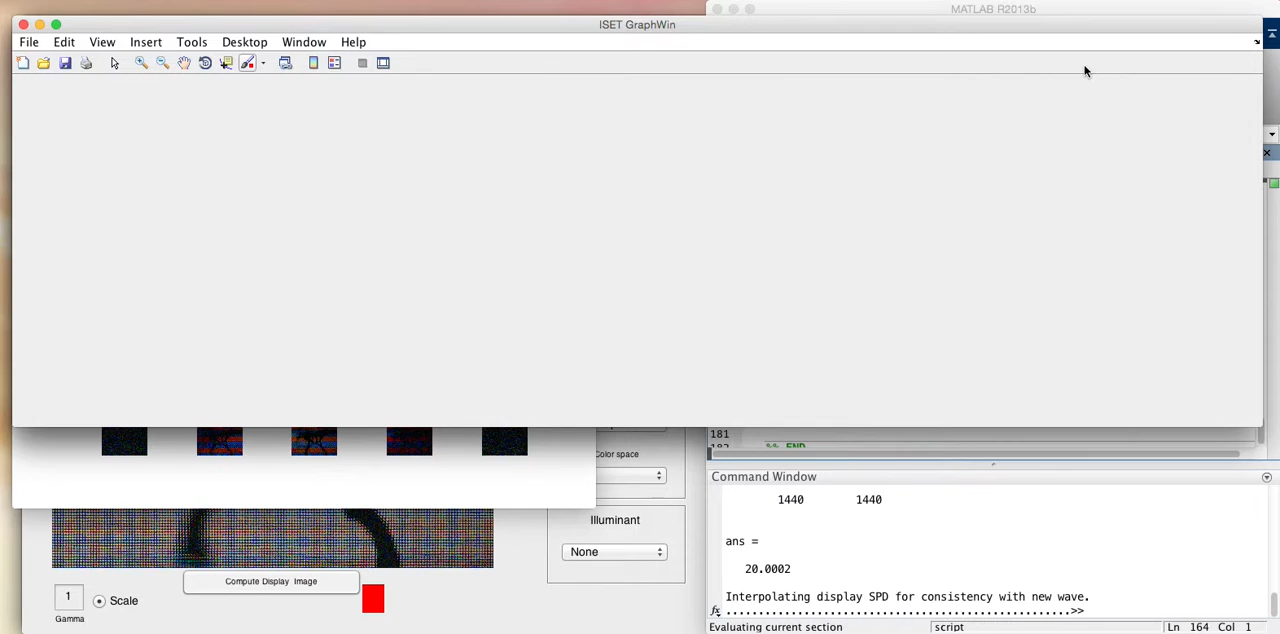 MATLAB R2013b
ISET GraphWin
File Edit View Insert Tools Desktop Window Help
181
%% END
Color space
Command Window
1440 1440
ans =
20.0002
Interpolating display SPD for consistency with new wave.
......................................................................>>
Illuminant
None
Compute Display Image
1
Scale
Gamma
Evaluating current section
script
Ln 164 Col 1